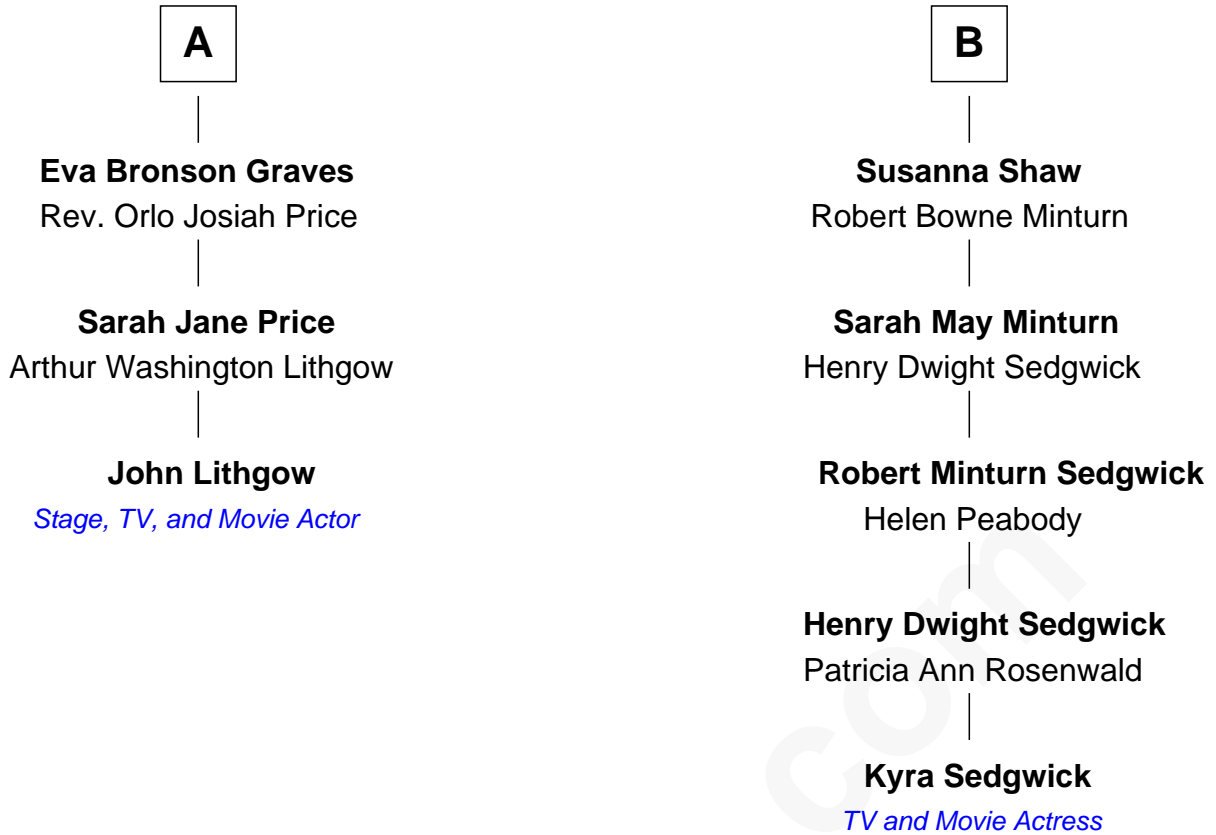 A
Eva Bronson Graves
Rev. Orlo Josiah Price
Sarah Jane Price
Arthur Washington Lithgow
John Lithgow
Stage, TV, and Movie Actor
B
Susanna Shaw
Robert Bowne Minturn
Sarah May Minturn
Henry Dwight Sedgwick
Robert Minturn Sedgwick
Helen Peabody
Henry Dwight Sedgwick
Patricia Ann Rosenwald
Kyra Sedgwick
TV and Movie Actress
com